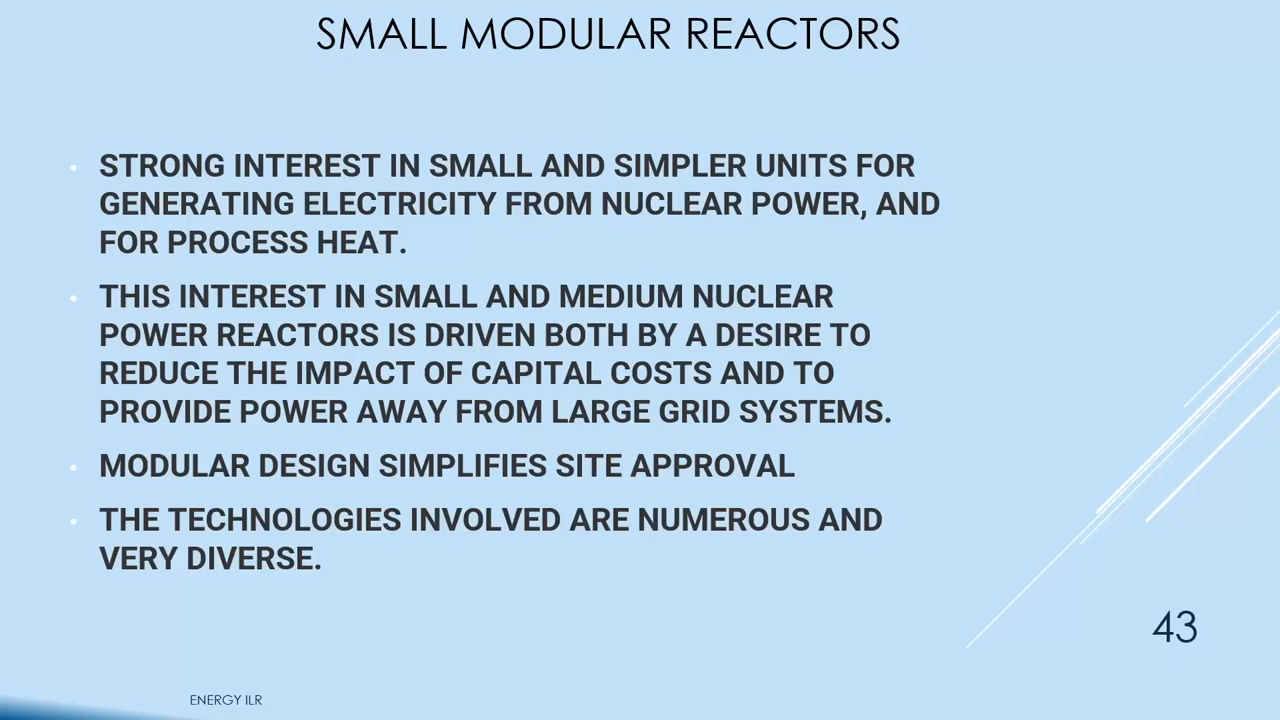 SMALL MODULAR REACTORS
• STRONG INTEREST IN SMALL AND SIMPLER UNITS FOR
GENERATING ELECTRICITY FROM NUCLEAR POWER, AND
FOR PROCESS HEAT.
• THIS INTEREST IN SMALL AND MEDIUM NUCLEAR
POWER REACTORS IS DRIVEN BOTH BY A DESIRE TO
REDUCE THE IMPACT OF CAPITAL COSTS AND TO
PROVIDE POWER AWAY FROM LARGE GRID SYSTEMS.
• MODULAR DESIGN SIMPLIFIES SITE APPROVAL
• THE TECHNOLOGIES INVOLVED ARE NUMEROUS AND
VERY DIVERSE.
43
ENERGY ILR